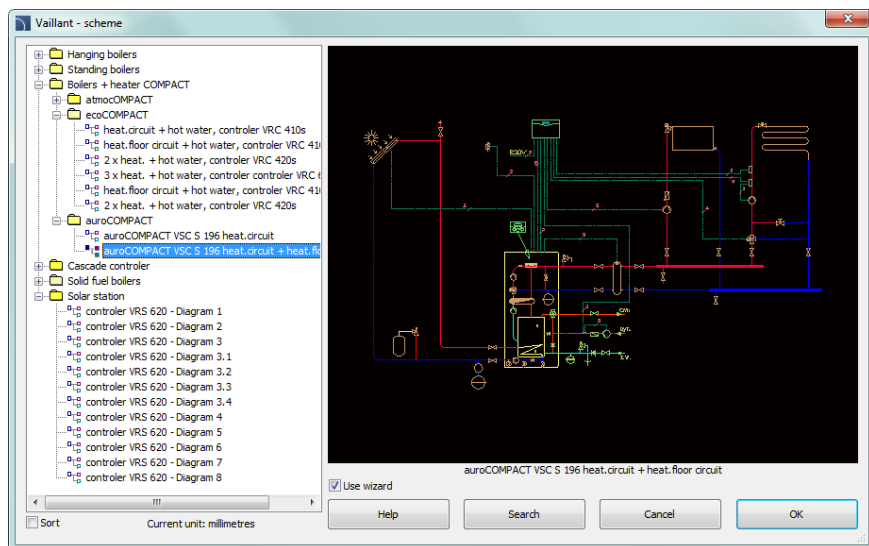 Vaillant - scheme
Hanging boilers
Standing boilers
Boilers + heater COMPACT
atmocOMPACT
ecoCOMPACT
heat.circuit + hot water, controler VRC 410s
heat.floor circuit + hot water, controler VRC 41
2 x heat. + hot water, controler VRC 420s
3 x heat. + hot water, controler controler VRC
heat.floor circuit + hot water, controler VRC 41
2 x heat. + hot water, controler VRC 420s
auroCOMPACT
auroCOMPACT VSC S 196 heat.circuit
auroCOMPACT VSC S 196 heat.circuit + heat.flo
Cascade controler
Solid fuel boilers
Solar station
controler VRS 620 - Diagram 1
controler VRS 620 - Diagram 2
controler VRS 620 - Diagram 3
controler VRS 620 - Diagram 3.1
controler VRS 620 - Diagram 3.2
controler VRS 620 - Diagram 3.3
controler VRS 620 - Diagram 3.4
controler VRS 620 - Diagram 4
controler VRS 620 - Diagram 5
controler VRS 620 - Diagram 6
controler VRS 620 - Diagram 7
controler VRS 620 - Diagram 8
Sort
Current unit: millimetres
230V
auroCOMPACT VSC S 196 heat.circuit + heat.floor circuit
Use wizard
Help
Search
Cancel
OK